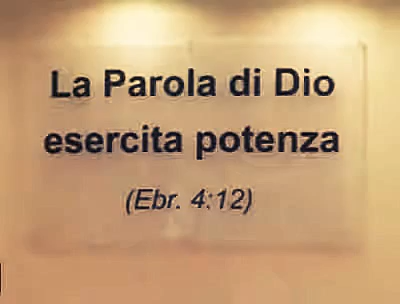 La Parola di Dio
esercita potenza
(Ebr. 4:12)